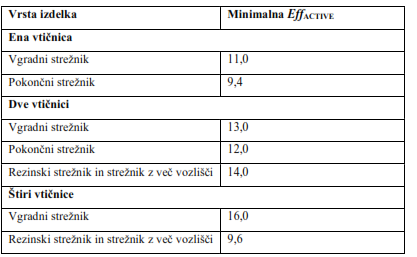 Vrsta izdelka Minimalna EffACTIVE
Ena vtičnica
Vgradni strežnik 11,0
Pokončni strežnik 9,4
Dve vtičnici
Vgradni strežnik 13,0
Pokončni strežnik 12,0
Rezinski strežnik in strežnik z več vozlišči 14,0
Štiri vtičnice
Vgradni strežnik 16,0
Rezinski strežnik in strežnik z več vozlišči 9,6